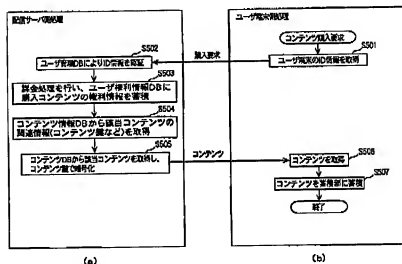 配信サーバ側処理
S502
ユーザ管理DBによりID情報を認証
S503
課金処理を行い、ユーザ権利情報DBに
購入コンテンツの権利情報を蓄積
S504
コンテンツ情報DBから該当コンテンツの
関連情報(コンテンツ鍵など)を取得
S505
コンテンツDBから該当コンテンツを取得し、
コンテンツ鍵で暗号化
(a)
購入要求
コンテンツ
ユーザ端末側処理
コンテンツ購入要求
S501
ユーザ端末のID情報を取得
S506
コンテンツを取得
S507
コンテンツを蓄積部に蓄積
終了
(b)